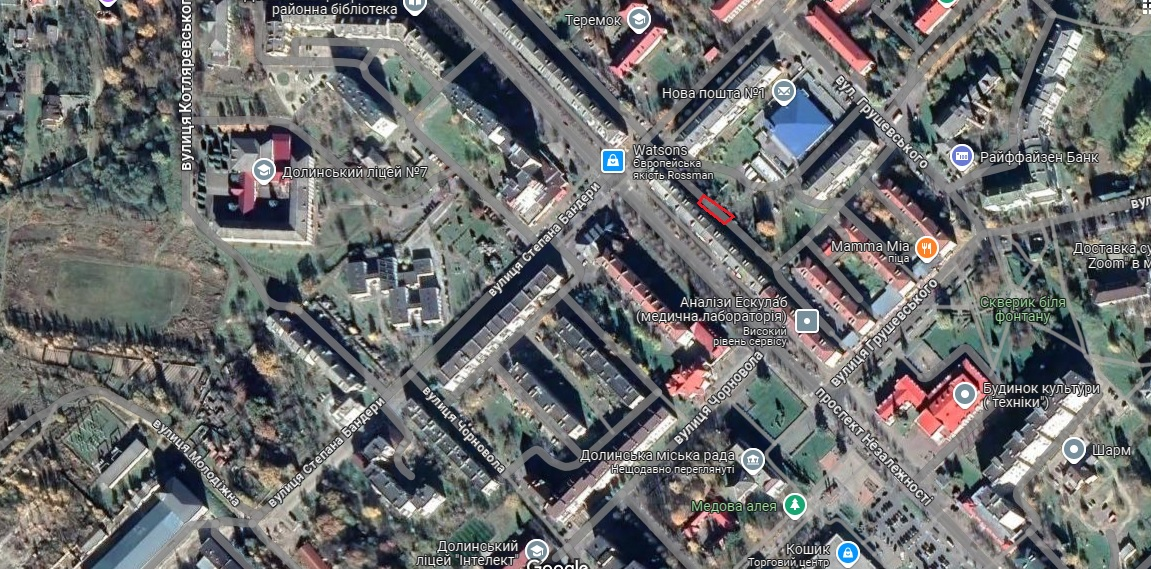 районна бібліотека
Теремок
вулиця Котляревського
Нова пошта №1
вул. Грушевського
Watsons
Європейська
якість Rossman
Райффайзен Банк
Долинський ліцей №7
вулиця Степана Бандери
Mamma Mia
піца
Доставка су
Zoom" в м
Аналізи Ескулаб
(медична лабораторія)
Високий
рівень сервісу
Скверик біля
фонтану
вулиця Грушевського
вулиця Чорновола
Будинок культури
("техніки")
проспект Незалежності
вулиця Чорновола
вулиця Степана Бандери
вулиця Молодіжна
Долинська міська рада
Нещодавно переглянуті
Шарм
Медова алея
Долинський
ліцей "Інтелект"
Google
Кошик
Торговий центр